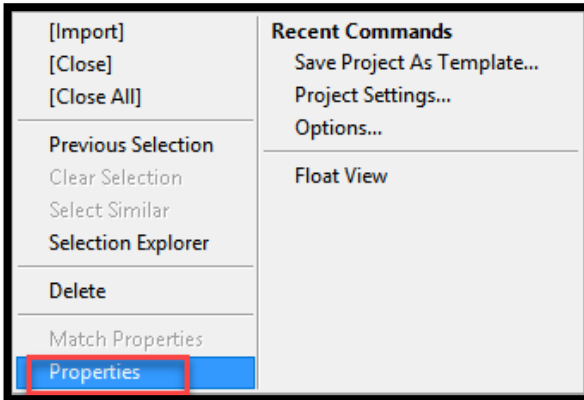 [Import]
[Close]
[Close All]
Previous Selection
Clear Selection
Select Similar
Selection Explorer
Delete
Match Properties
Properties
Recent Commands
Save Project As Template...
Project Settings...
Options...
Float View